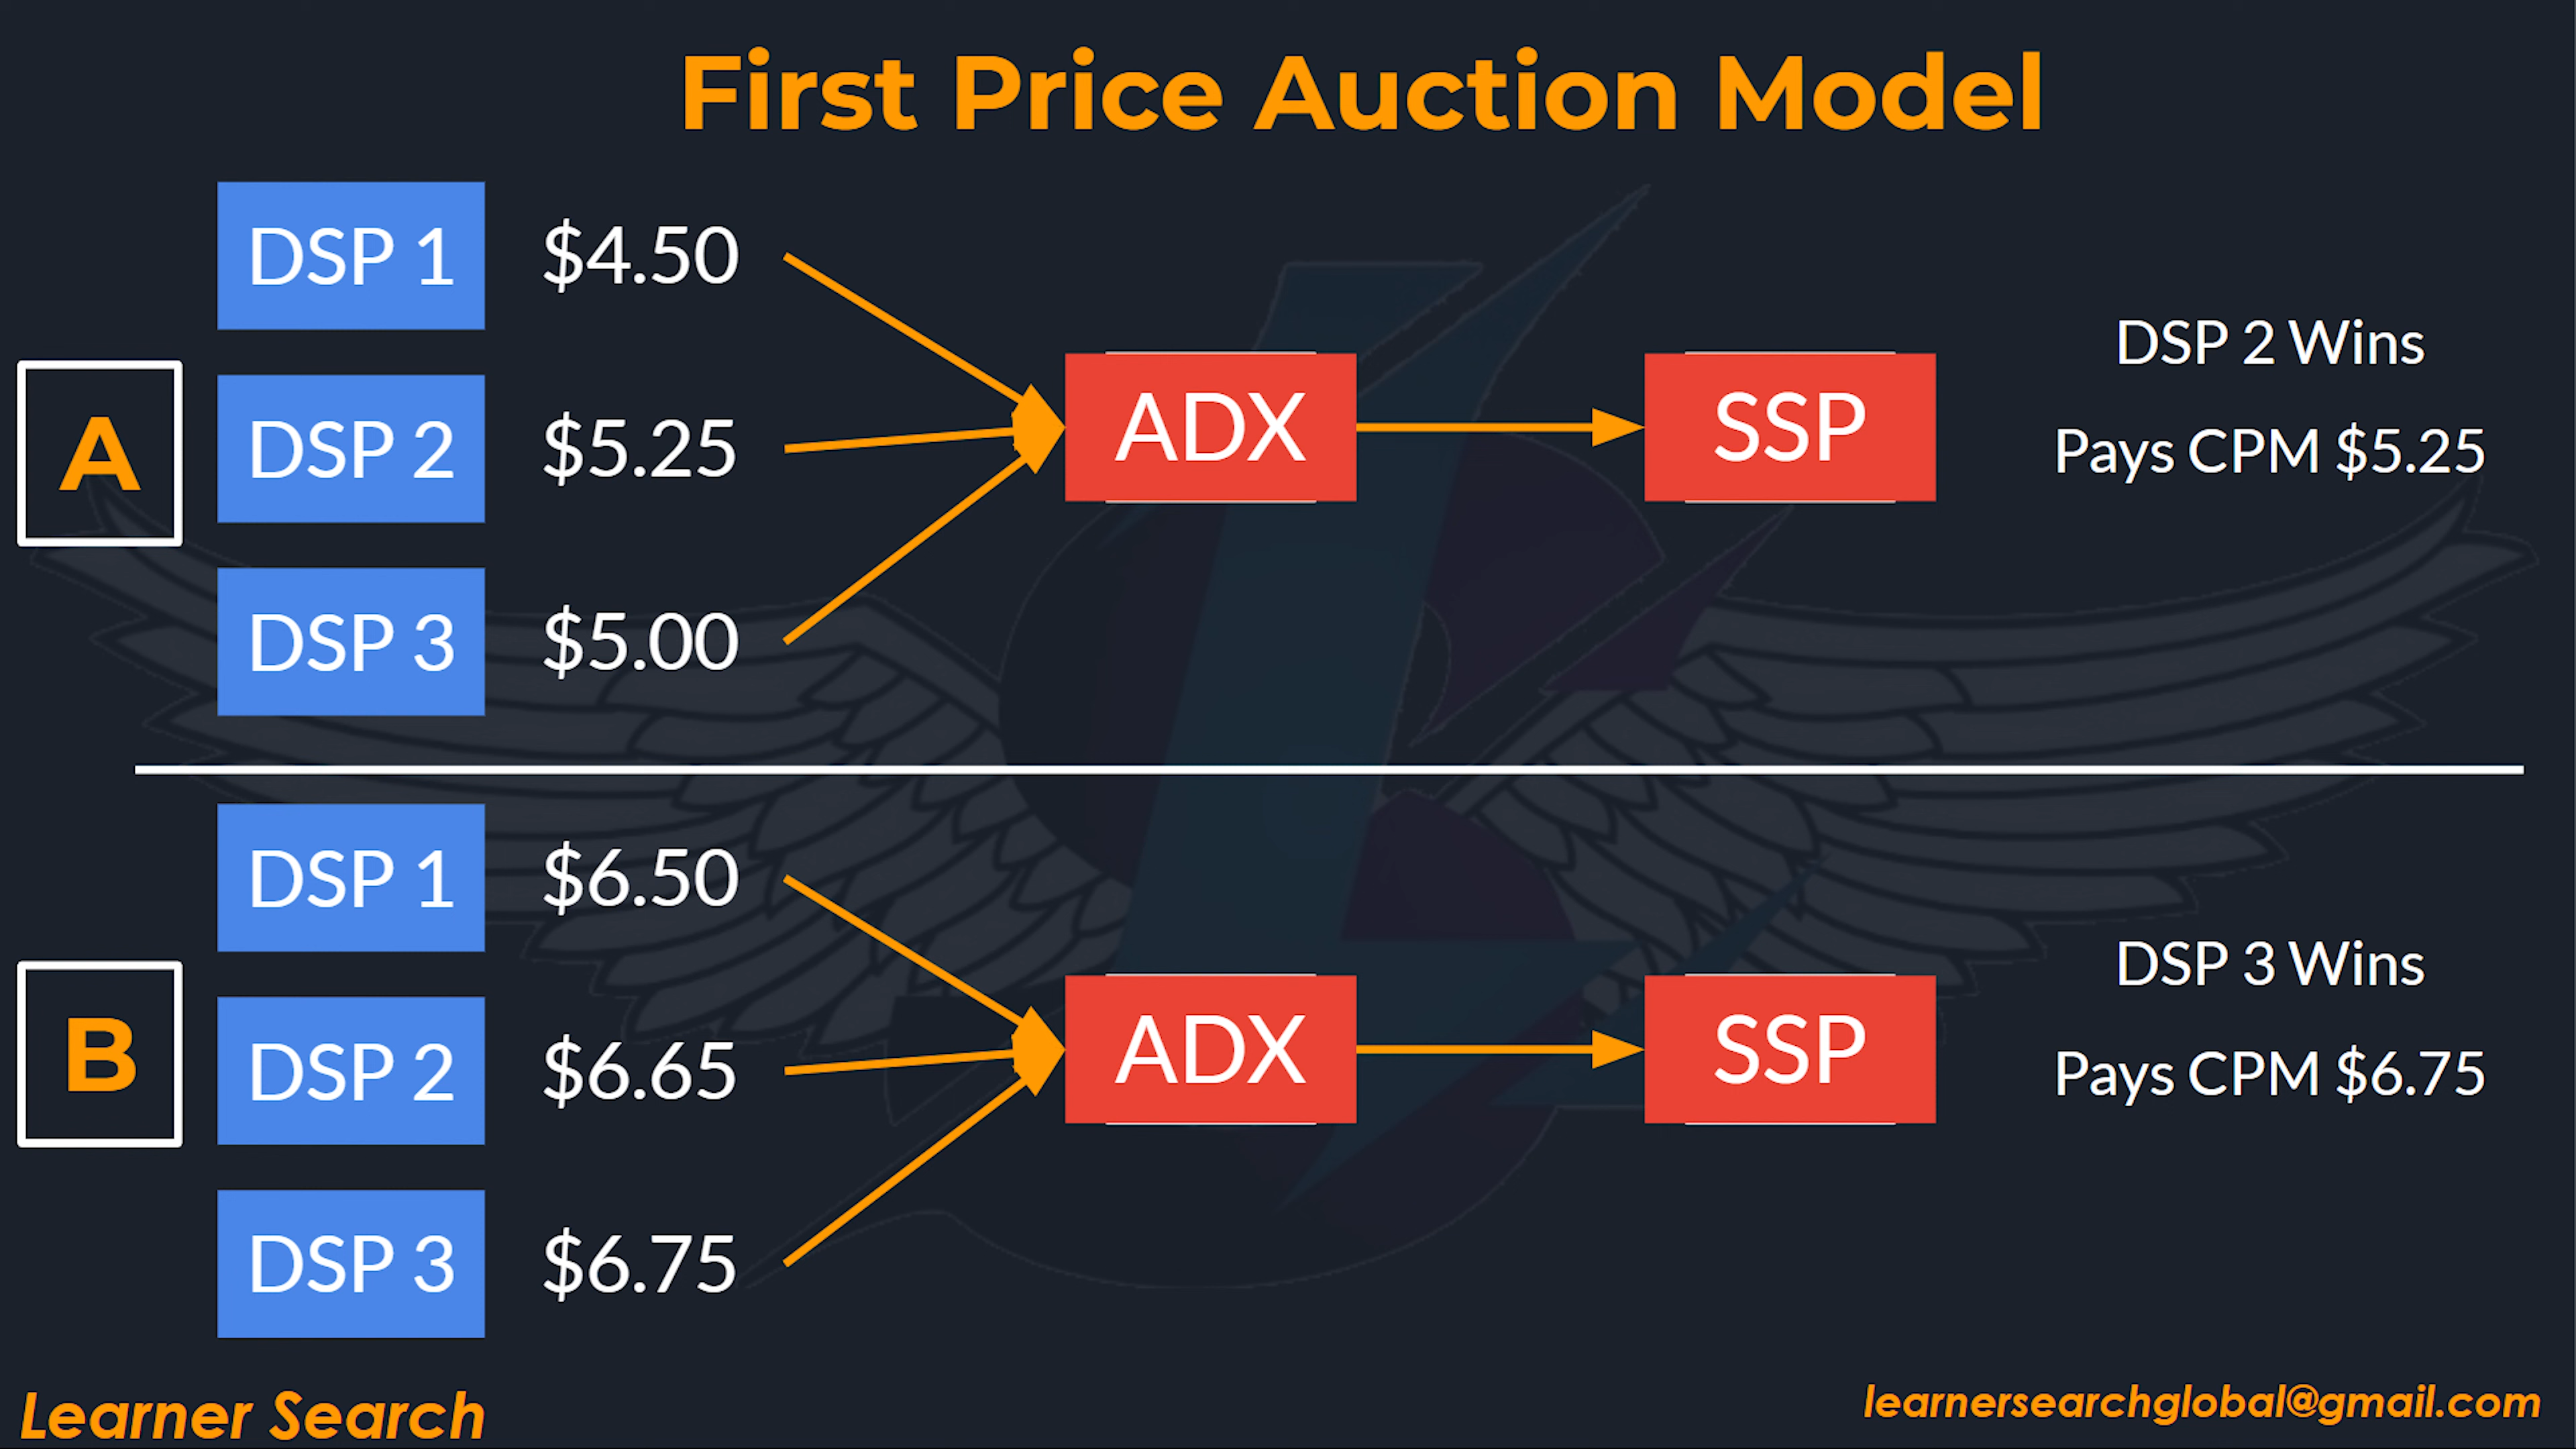 First Price Auction Model
A
DSP 1 $4.50
DSP 2 $5.25
DSP 3 $5.00
ADX
SSP
DSP 2 Wins
Pays CPM $5.25
B
DSP 1 $6.50
DSP 2 $6.65
DSP 3 $6.75
ADX
SSP
DSP 3 Wins
Pays CPM $6.75
Learner Search
learnersearchglobal@gmail.com